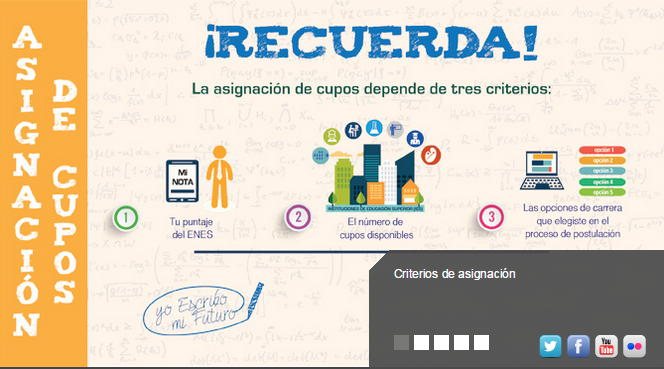 ASIGNACIÓN
DE CUPOS
¡RECUERDA!
La asignación de cupos depende de tres criterios:
MI
NOTA
1
Tu puntaje
del ENES
INSTITUCIONES DE EDUCACIÓN SUPERIOR (IES)
2
El número de
cupos disponibles
opción 1
opción 2
opción 3
opción 4
opción 5
3
Las opciones de carrera
que elegiste en el
proceso de postulación
yo Escribo
mi Futuro
Criterios de asignación
You
Tube